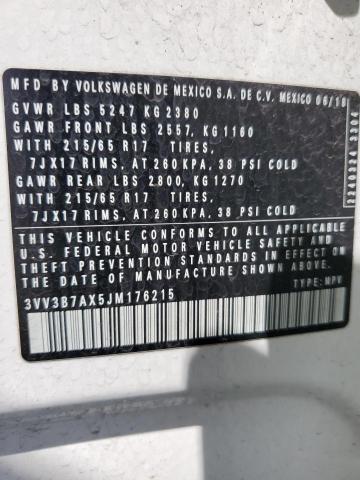 MFD BY VOLKSWAGEN DE MEXICO S.A. DE C.V. MEXICO 06/18
GVWR LBS 5247 KG 2380
GAWR FRONT LBS 2557, KG 1160
WITH 215/65 R17 TIRES,
7JX17 RIMS, AT 260 KPA, 38 PSI COLD
GAWR REAR LBS 2800, KG 1270
WITH 215/65 R17 TIRES,
7JX17 RIMS, AT 260 KPA, 38 PSI COLD
THIS VEHICLE CONFORMS TO ALL APPLICABLE
U.S. FEDERAL MOTOR VEHICLE SAFETY AND
THEFT PREVENTION STANDARDS IN EFFECT ON
THE DATE OF MANUFACTURE SHOWN ABOVE
3VV3B7AX5JM176215
TYPE: MPV